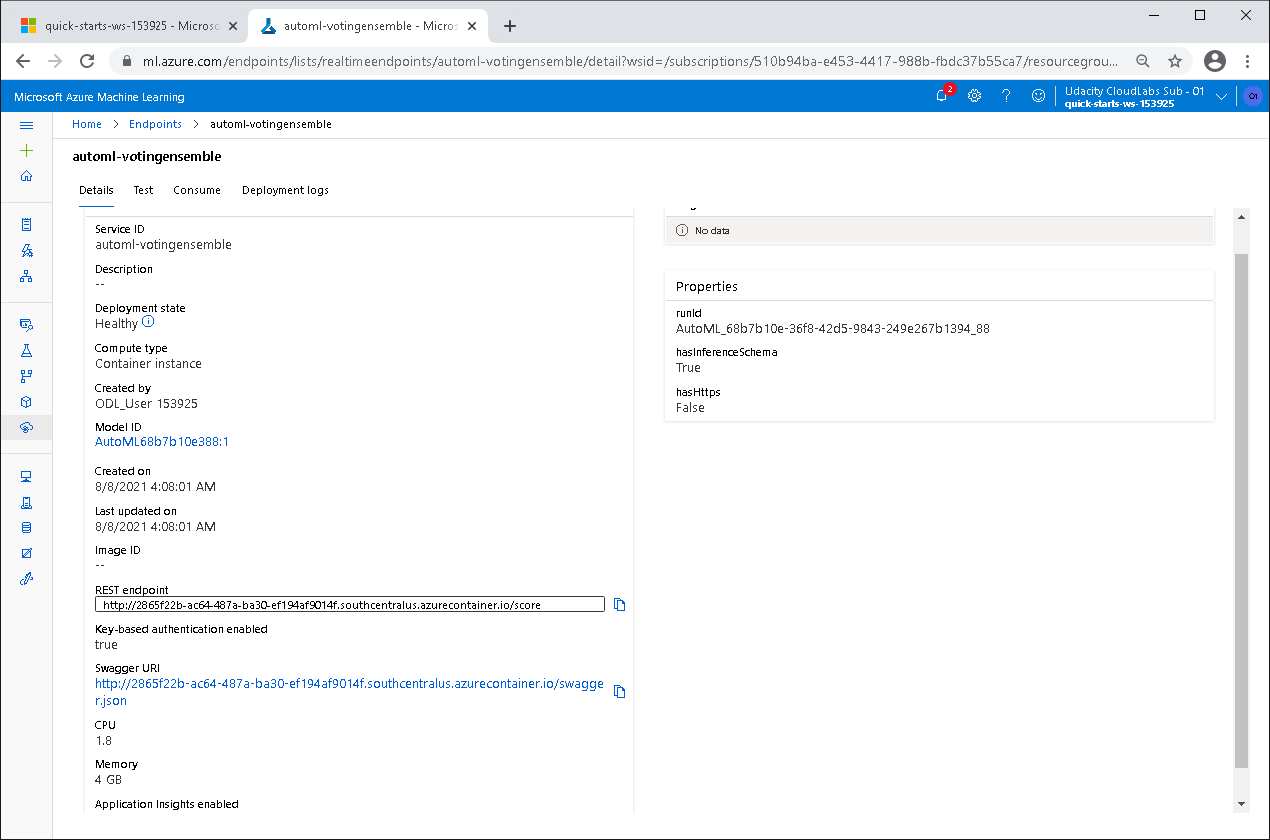 quick-starts-ws-153925 - Microso
automl-votingensemble - Micros
ml.azure.com/endpoints/lists/realtimeendpoints/automl-votingensemble/detail?wsid=/subscriptions/510b94ba-e453-4417-988b-fbdc37b55ca7/resourcegrou...
Microsoft Azure Machine Learning
2
Udacity CloudLabs Sub - 01
quick-starts-ws-153925
O1
Home > Endpoints > automl-votingensemble
automl-votingensemble
Details Test Consume Deployment logs
Service ID
automl-votingensemble
Description
--
Deployment state
Healthy
Compute type
Container instance
Created by
ODL_User 153925
Model ID
AutoML68b7b10e388:1
Created on
8/8/2021 4:08:01 AM
Last updated on
8/8/2021 4:08:01 AM
Image ID
--
REST endpoint
http://2865f22b-ac64-487a-ba30-ef194af9014f.southcentralus.azurecontainer.io/score
Key-based authentication enabled
true
Swagger URI
http://2865f22b-ac64-487a-ba30-ef194af9014f.southcentralus.azurecontainer.io/swagge
r.json
CPU
1.8
Memory
4 GB
Application Insights enabled
No data
Properties
runId
AutoML_68b7b10e-36f8-42d5-9843-249e267b1394_88
hasInferenceSchema
True
hasHttps
False